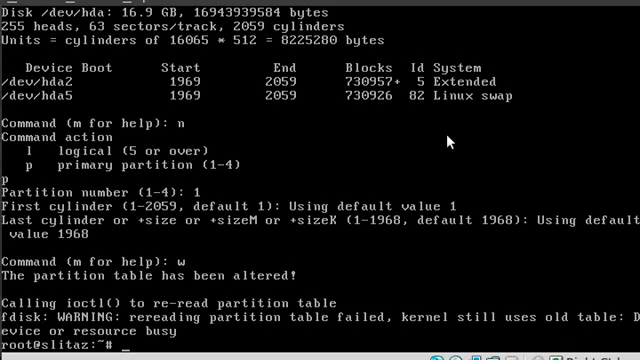 Disk /dev/hda: 16.9 GB, 16943939584 bytes
255 heads, 63 sectors/track, 2059 cylinders
Units = cylinders of 16065 * 512 = 8225280 bytes
Device Boot Start End Blocks Id System
/dev/hda2 1969 2059 730957+ 5 Extended
/dev/hda5 1969 2059 730926 82 Linux swap
Command (m for help): n
Command action
l logical (5 or over)
p primary partition (1-4)
p
Partition number (1-4): 1
First cylinder (1-2059, default 1): Using default value 1
Last cylinder or +size or +sizeM or +sizeK (1-1968, default 1968): Using default
value 1968
Command (m for help): w
The partition table has been altered!
Calling ioctl() to re-read partition table
fdisk: WARNING: rereading partition table failed, kernel still uses old table: D
evice or resource busy
root@slitaz:~# _